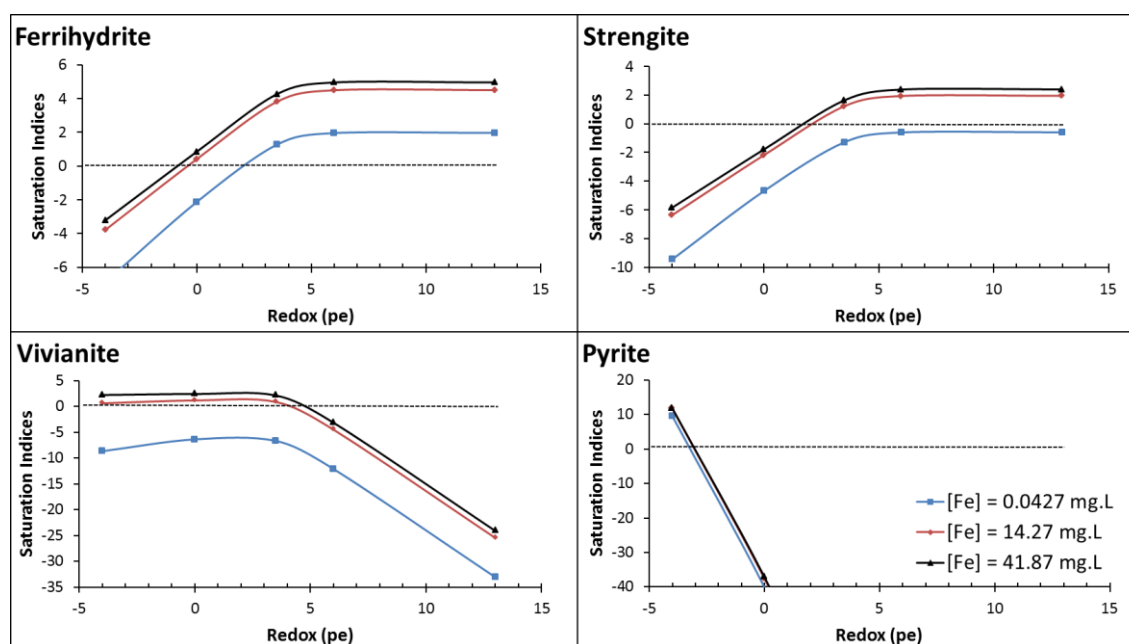 Ferrihydrite
6
4
2
0
-2
-4
-6
-5 0 5 10 15
Saturation Indices
Redox (pe)
Strengite
4
2
0
-2
-4
-6
-8
-10
-5 0 5 10 15
Saturation Indices
Redox (pe)
Vivianite
5
0
-5
-10
-15
-20
-25
-30
-35
-5 0 5 10 15
Saturation Indices
Redox (pe)
Pyrite
20
10
0
-10
-20
-30
-40
-5 0 5 10 15
Saturation Indices
Redox (pe)
[Fe] = 0.0427 mg.L
[Fe] = 14.27 mg.L
[Fe] = 41.87 mg.L